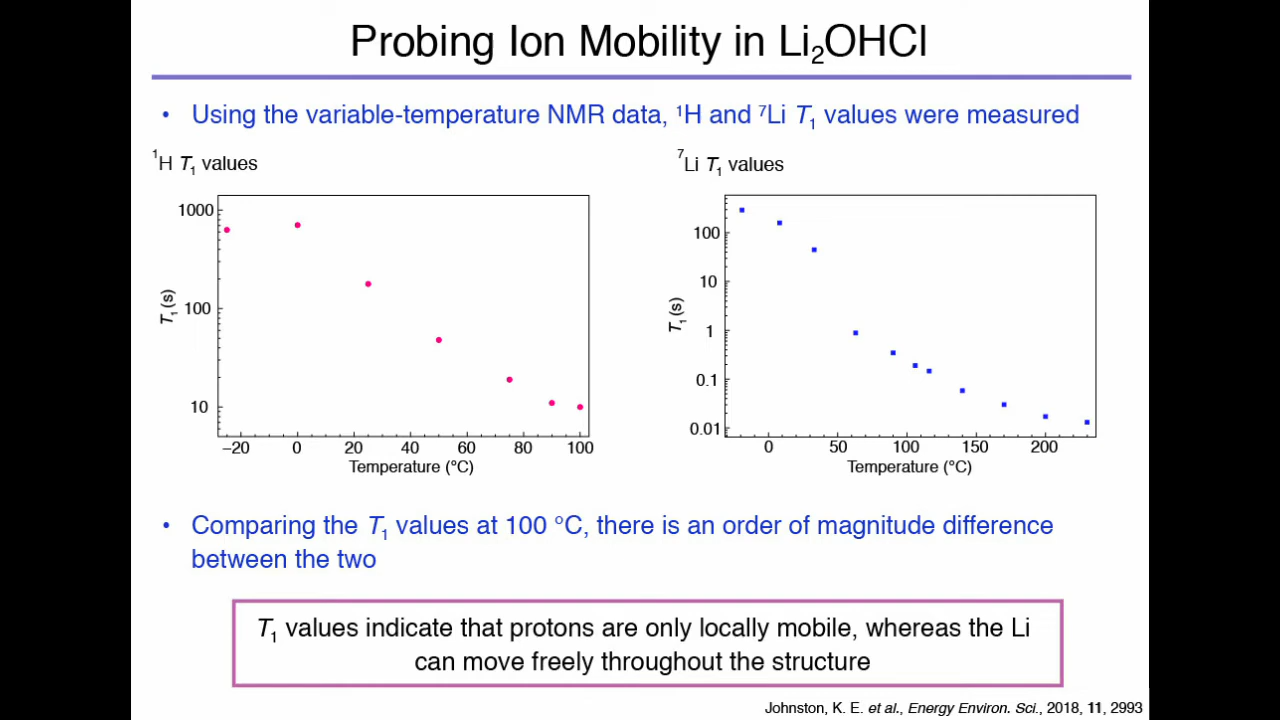 Probing Ion Mobility in Li₂OHCl
• Using the variable-temperature NMR data, ¹H and ⁷Li T₁ values were measured
¹H T₁ values
1000
100
10
T₁ (s)
−20 0 20 40 60 80 100
Temperature (°C)
⁷Li T₁ values
100
10
1
0.1
0.01
T₁ (s)
0 50 100 150 200
Temperature (°C)
• Comparing the T₁ values at 100 °C, there is an order of magnitude difference
between the two
T₁ values indicate that protons are only locally mobile, whereas the Li
can move freely throughout the structure
Johnston, K. E. et al., Energy Environ. Sci., 2018, 11, 2993